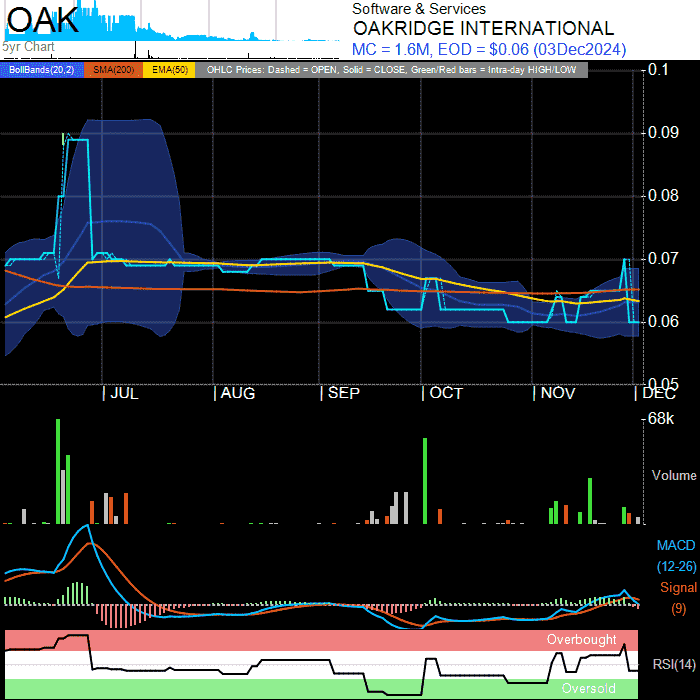 OAK
5yr Chart
Software & Services
OAKRIDGE INTERNATIONAL
MC = 1.6M, EOD = $0.06 (03Dec2024)
BollBands(20,2) SMA(200) EMA(50) OHLC Prices: Dashed = OPEN, Solid = CLOSE, Green/Red bars = Intra-day HIGH/LOW
0.1
0.09
0.08
0.07
0.06
0.05
| JUL | AUG | SEP | OCT | NOV | DEC
68k
Volume
MACD
(12-26)
Signal
(9)
Overbought
RSI(14)
Oversold